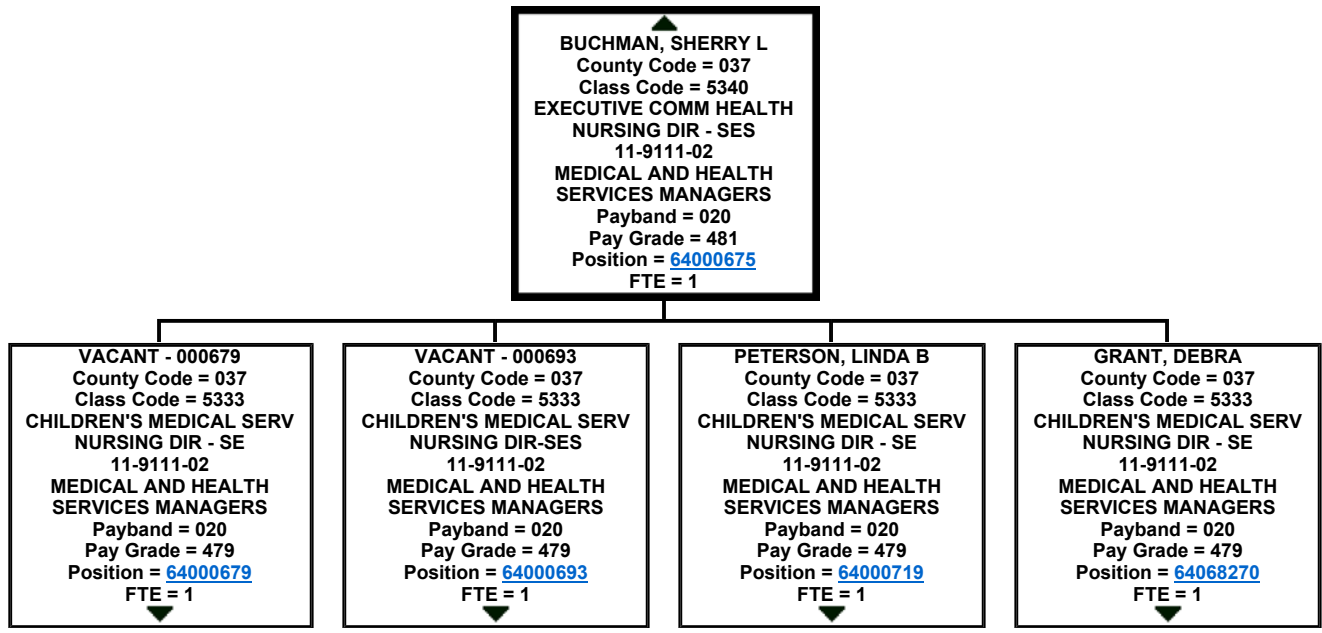 BUCHMAN, SHERRY L
County Code = 037
Class Code = 5340
EXECUTIVE COMM HEALTH
NURSING DIR - SES
11-9111-02
MEDICAL AND HEALTH
SERVICES MANAGERS
Payband = 020
Pay Grade = 481
Position = 64000675
FTE = 1
VACANT - 000679
County Code = 037
Class Code = 5333
CHILDREN'S MEDICAL SERV
NURSING DIR - SE
11-9111-02
MEDICAL AND HEALTH
SERVICES MANAGERS
Payband = 020
Pay Grade = 479
Position = 64000679
FTE = 1
VACANT - 000693
County Code = 037
Class Code = 5333
CHILDREN'S MEDICAL SERV
NURSING DIR-SES
11-9111-02
MEDICAL AND HEALTH
SERVICES MANAGERS
Payband = 020
Pay Grade = 479
Position = 64000693
FTE = 1
PETERSON, LINDA B
County Code = 037
Class Code = 5333
CHILDREN'S MEDICAL SERV
NURSING DIR - SE
11-9111-02
MEDICAL AND HEALTH
SERVICES MANAGERS
Payband = 020
Pay Grade = 479
Position = 64000719
FTE = 1
GRANT, DEBRA
County Code = 037
Class Code = 5333
CHILDREN'S MEDICAL SERV
NURSING DIR - SE
11-9111-02
MEDICAL AND HEALTH
SERVICES MANAGERS
Payband = 020
Pay Grade = 479
Position = 64068270
FTE = 1